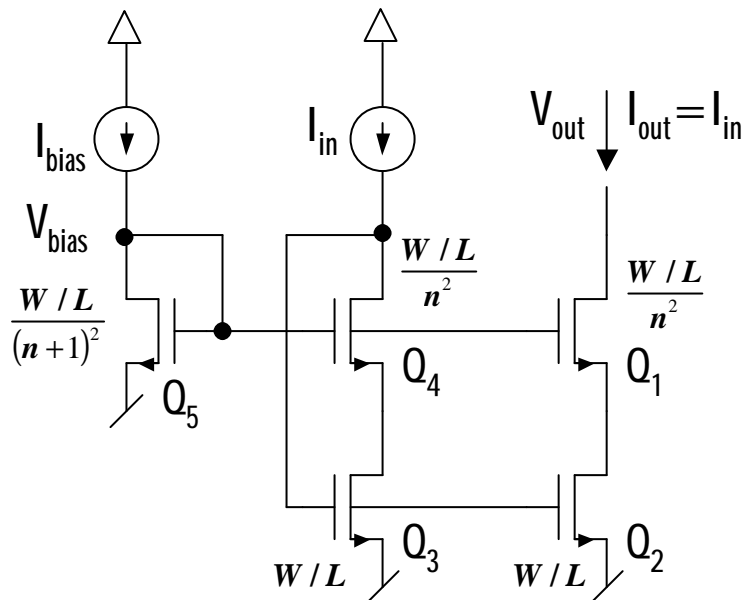 I_bias
V_bias
W / L
(n + 1)^2
Q_5
I_in
W / L
n^2
Q_4
Q_3
W / L
V_out I_out = I_in
W / L
n^2
Q_1
Q_2
W / L